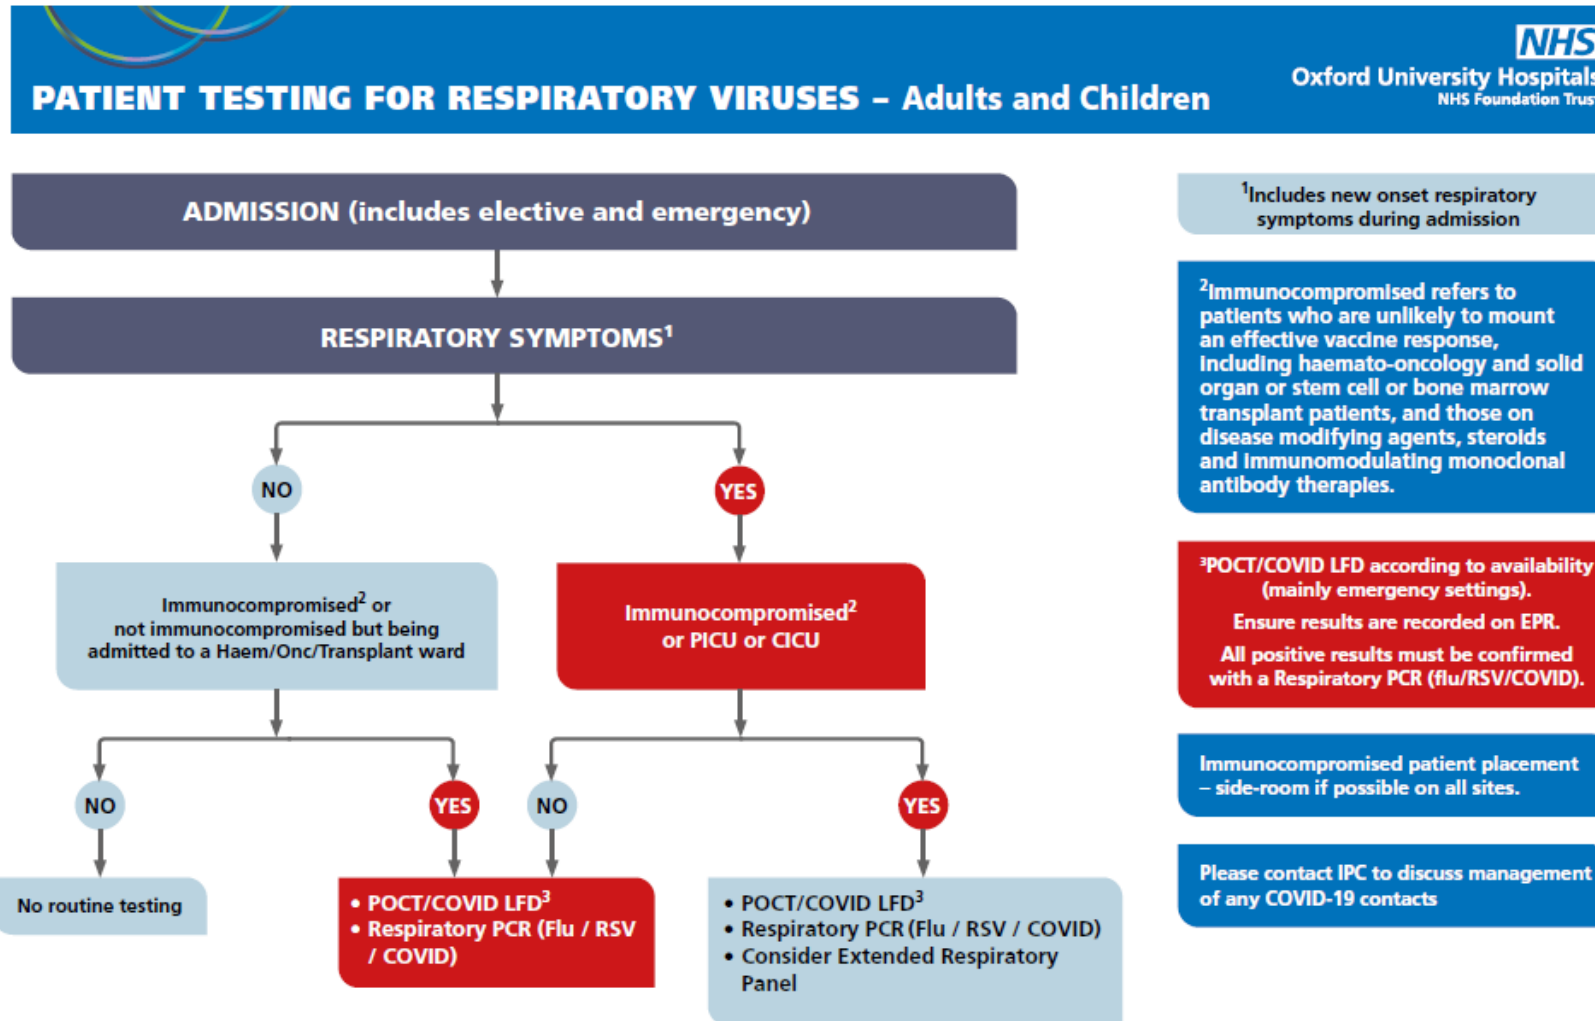 NHS
Oxford University Hospitals
NHS Foundation Trust
PATIENT TESTING FOR RESPIRATORY VIRUSES – Adults and Children
ADMISSION (includes elective and emergency)
RESPIRATORY SYMPTOMS¹
NO
YES
Immunocompromised² or
not immunocompromised but being
admitted to a Haem/Onc/Transplant ward
Immunocompromised²
or PICU or CICU
NO
YES
NO
YES
No routine testing
• POCT/COVID LFD³
• Respiratory PCR (Flu / RSV
/ COVID)
• POCT/COVID LFD³
• Respiratory PCR (Flu / RSV / COVID)
• Consider Extended Respiratory
Panel
¹Includes new onset respiratory
symptoms during admission
²Immunocompromised refers to
patients who are unlikely to mount
an effective vaccine response,
including haemato-oncology and solid
organ or stem cell or bone marrow
transplant patients, and those on
disease modifying agents, steroids
and immunomodulating monoclonal
antibody therapies.
³POCT/COVID LFD according to availability
(mainly emergency settings).
Ensure results are recorded on EPR.
All positive results must be confirmed
with a Respiratory PCR (flu/RSV/COVID).
Immunocompromised patient placement
– side-room if possible on all sites.
Please contact IPC to discuss management
of any COVID-19 contacts